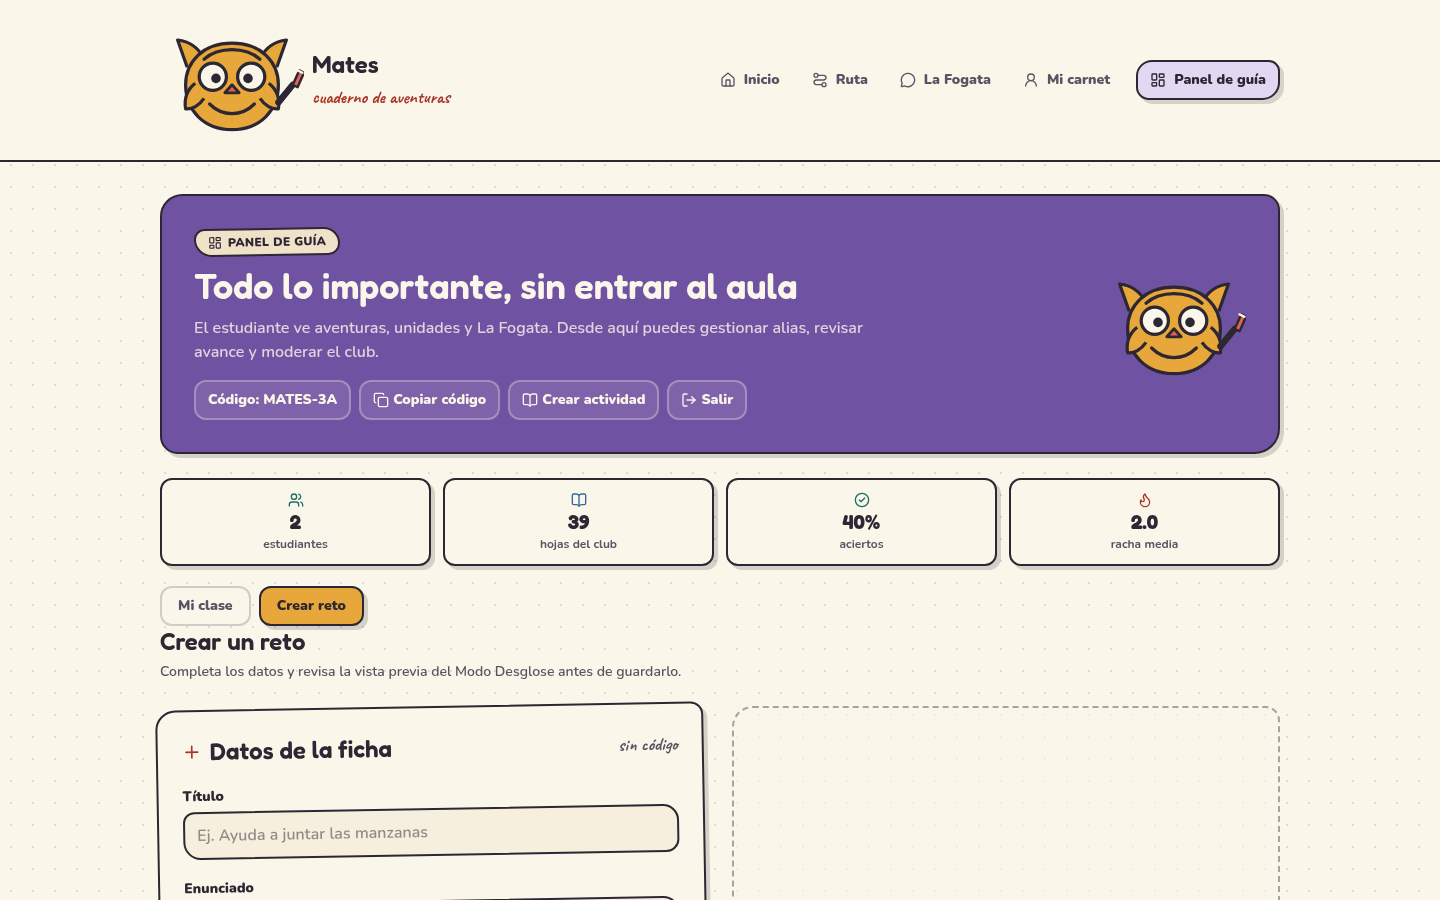 Mates
cuaderno de aventuras
Inicio
Ruta
La Fogata
Mi carnet
Panel de guía
PANEL DE GUÍA
Todo lo importante, sin entrar al aula
El estudiante ve aventuras, unidades y La Fogata. Desde aquí puedes gestionar alias, revisar
avance y moderar el club.
Código: MATES-3A
Copiar código
Crear actividad
Salir
2
estudiantes
39
hojas del club
40%
aciertos
2.0
racha media
Mi clase
Crear reto
Crear un reto
Completa los datos y revisa la vista previa del Modo Desglose antes de guardarlo.
Datos de la ficha
sin código
Título
Ej. Ayuda a juntar las manzanas
Enunciado